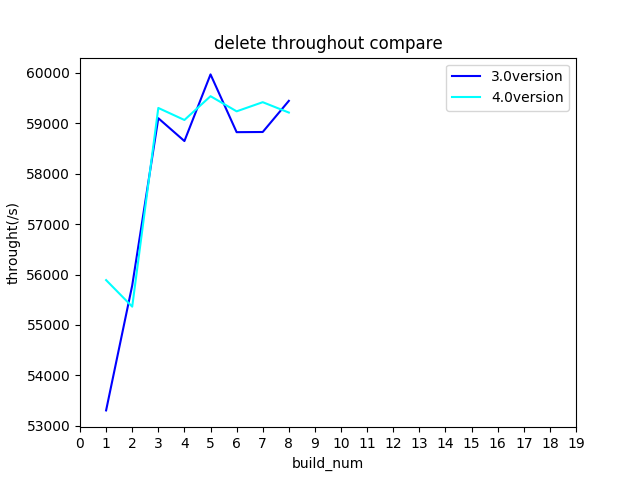 delete throughout compare
3.0version
4.0version
throught(/s)
60000
59000
58000
57000
56000
55000
54000
53000
0 1 2 3 4 5 6 7 8 9 10 11 12 13 14 15 16 17 18 19
build_num